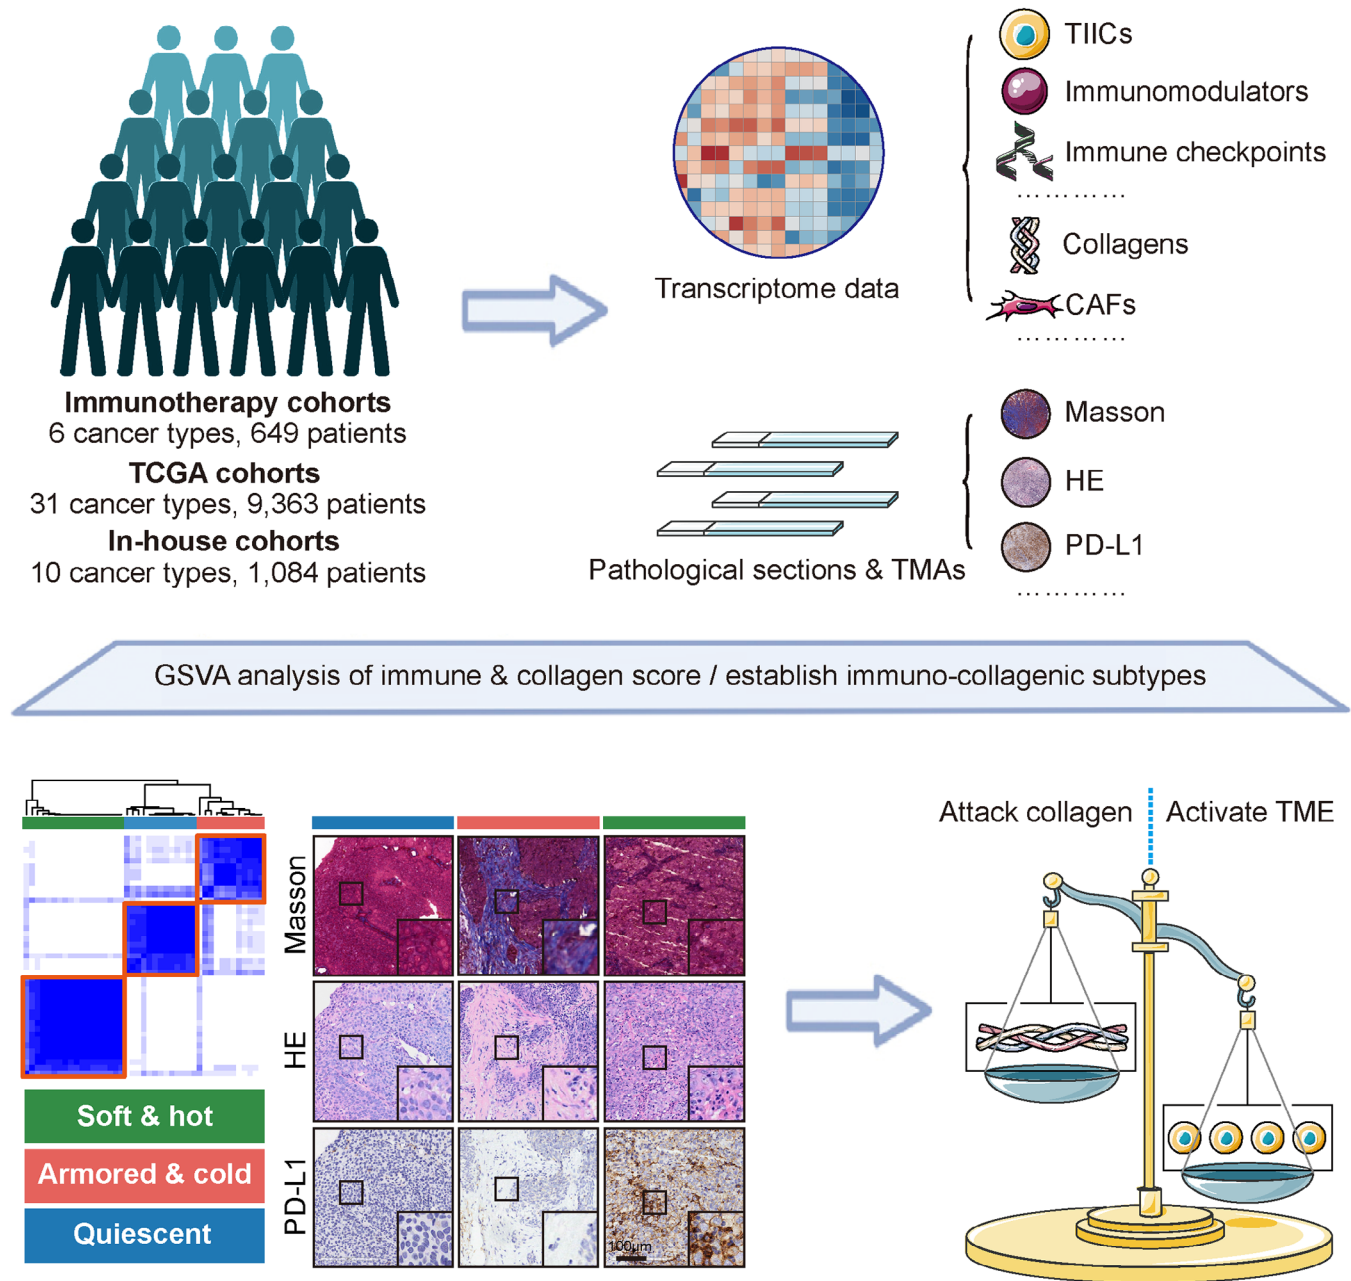 Immunotherapy cohorts
6 cancer types, 649 patients
TCGA cohorts
31 cancer types, 9,363 patients
In-house cohorts
10 cancer types, 1,084 patients
Transcriptome data
TIICs
Immunomodulators
Immune checkpoints
…………
Collagens
CAFs
…………
Pathological sections & TMAs
Masson
HE
PD-L1
…………
GSVA analysis of immune & collagen score / establish immuno-collagenic subtypes
Soft & hot
Armored & cold
Quiescent
Masson
HE
PD-L1
100μm
Attack collagen
Activate TME